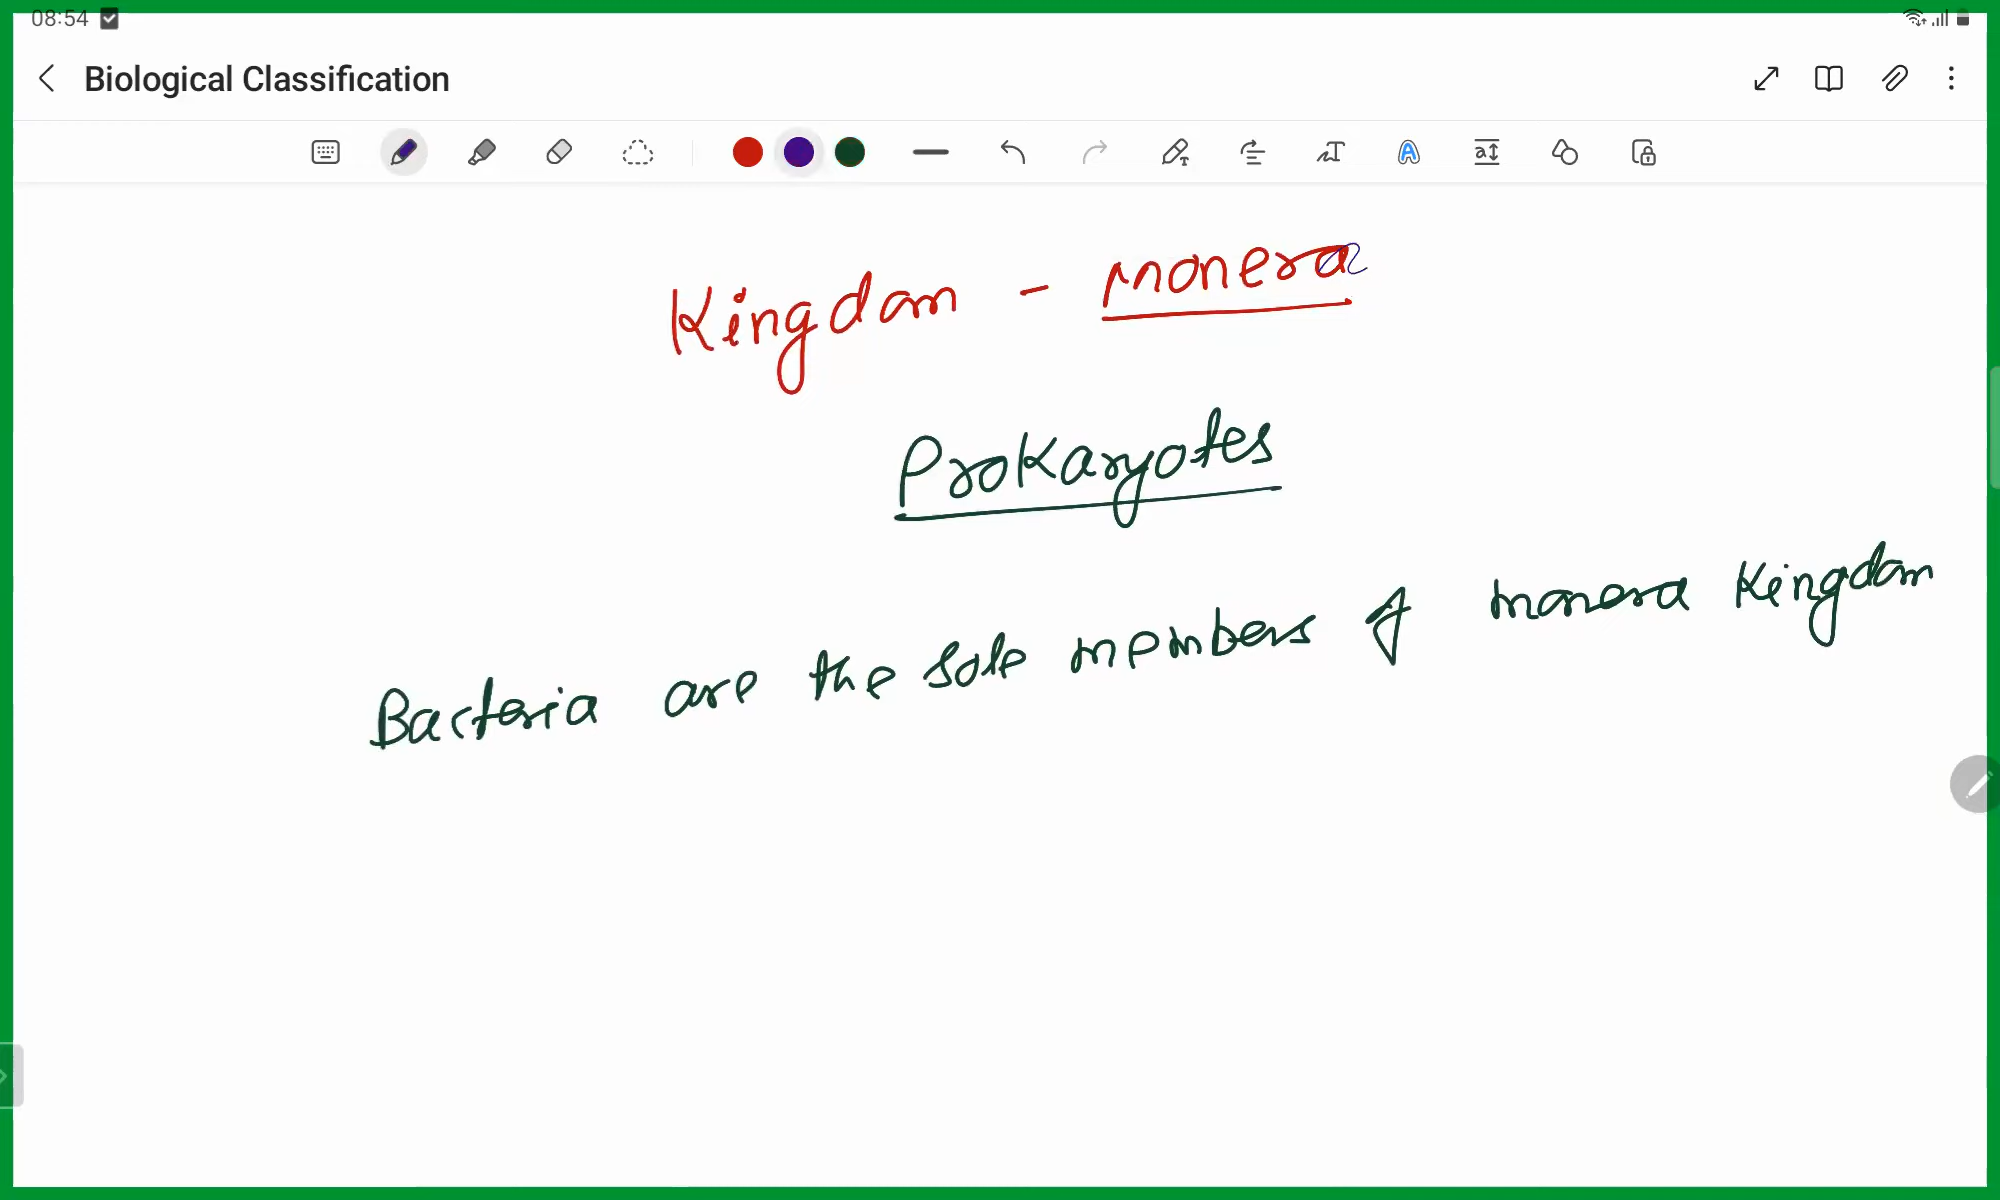 08:54
Biological Classification
Kingdom - Monera
Prokaryotes
Bacteria are the sole members of monera Kingdom